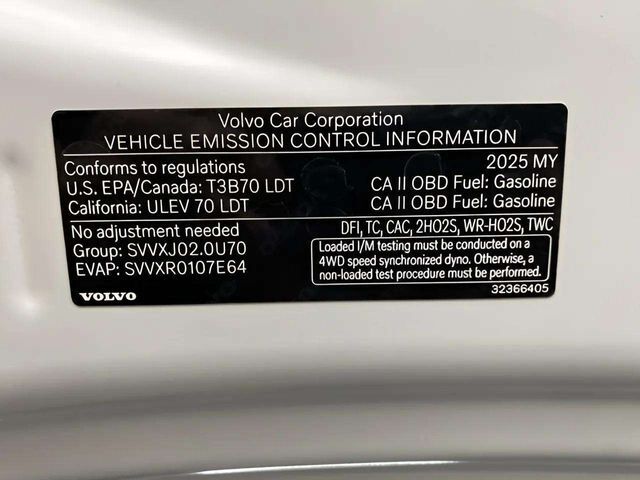 Volvo Car Corporation
VEHICLE EMISSION CONTROL INFORMATION
Conforms to regulations 2025 MY
U.S. EPA/Canada: T3B70 LDT CA II OBD Fuel: Gasoline
California: ULEV 70 LDT CA II OBD Fuel: Gasoline
No adjustment needed DFI, TC, CAC, 2HO2S, WR-HO2S, TWC
Group: SVVXJ02.0U70
EVAP: SVVXR0107E64
Loaded I/M testing must be conducted on a
4WD speed synchronized dyno. Otherwise, a
non-loaded test procedure must be performed.
VOLVO 32366405